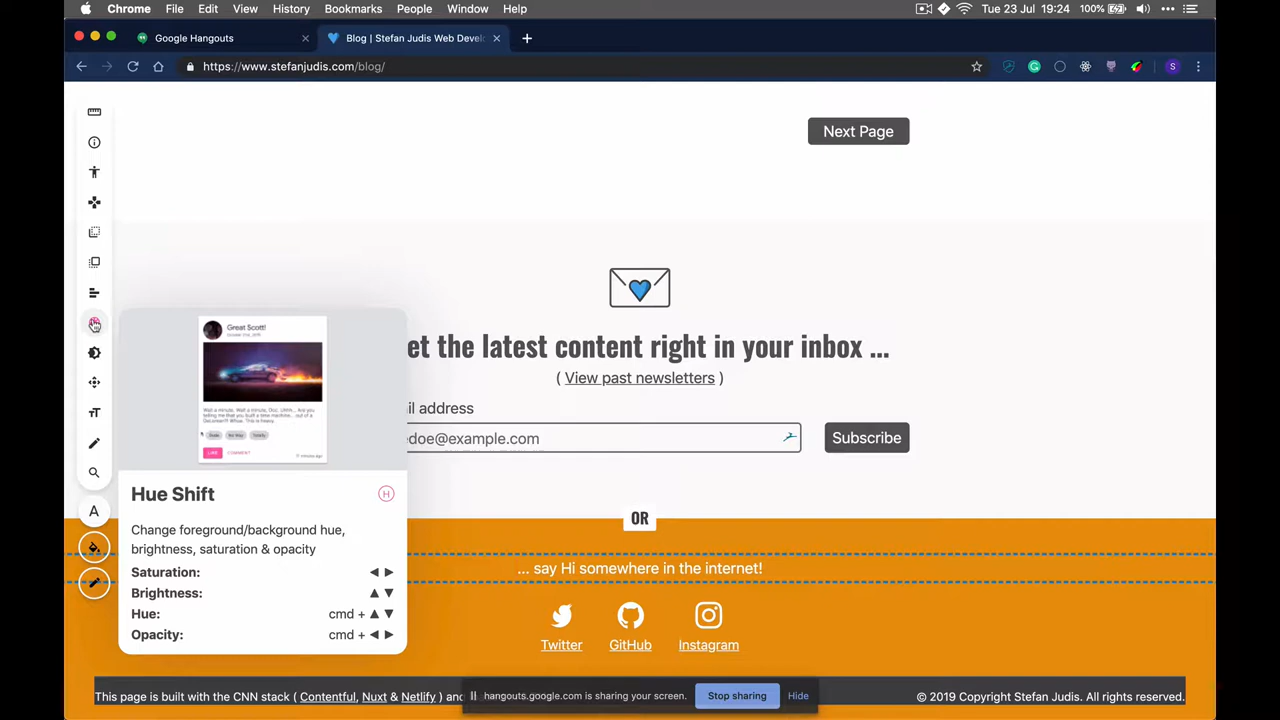 Chrome File Edit View History Bookmarks People Window Help
Tue 23 Jul 19:24 100%
Google Hangouts
Blog | Stefan Judis Web Devel
https://www.stefanjudis.com/blog/
S
Next Page
et the latest content right in your inbox ...
( View past newsletters )
il address
edoe@example.com
Subscribe
Great Scott!
LIKE COMMENT
Hue Shift
H
Change foreground/background hue,
brightness, saturation & opacity
Saturation: ◀ ▶
Brightness: ▲ ▼
Hue: cmd + ▲ ▼
Opacity: cmd + ◀ ▶
T
A
OR
... say Hi somewhere in the internet!
Twitter GitHub Instagram
This page is built with the CNN stack ( Contentful, Nuxt & Netlify ) and
hangouts.google.com is sharing your screen. Stop sharing Hide
© 2019 Copyright Stefan Judis. All rights reserved.